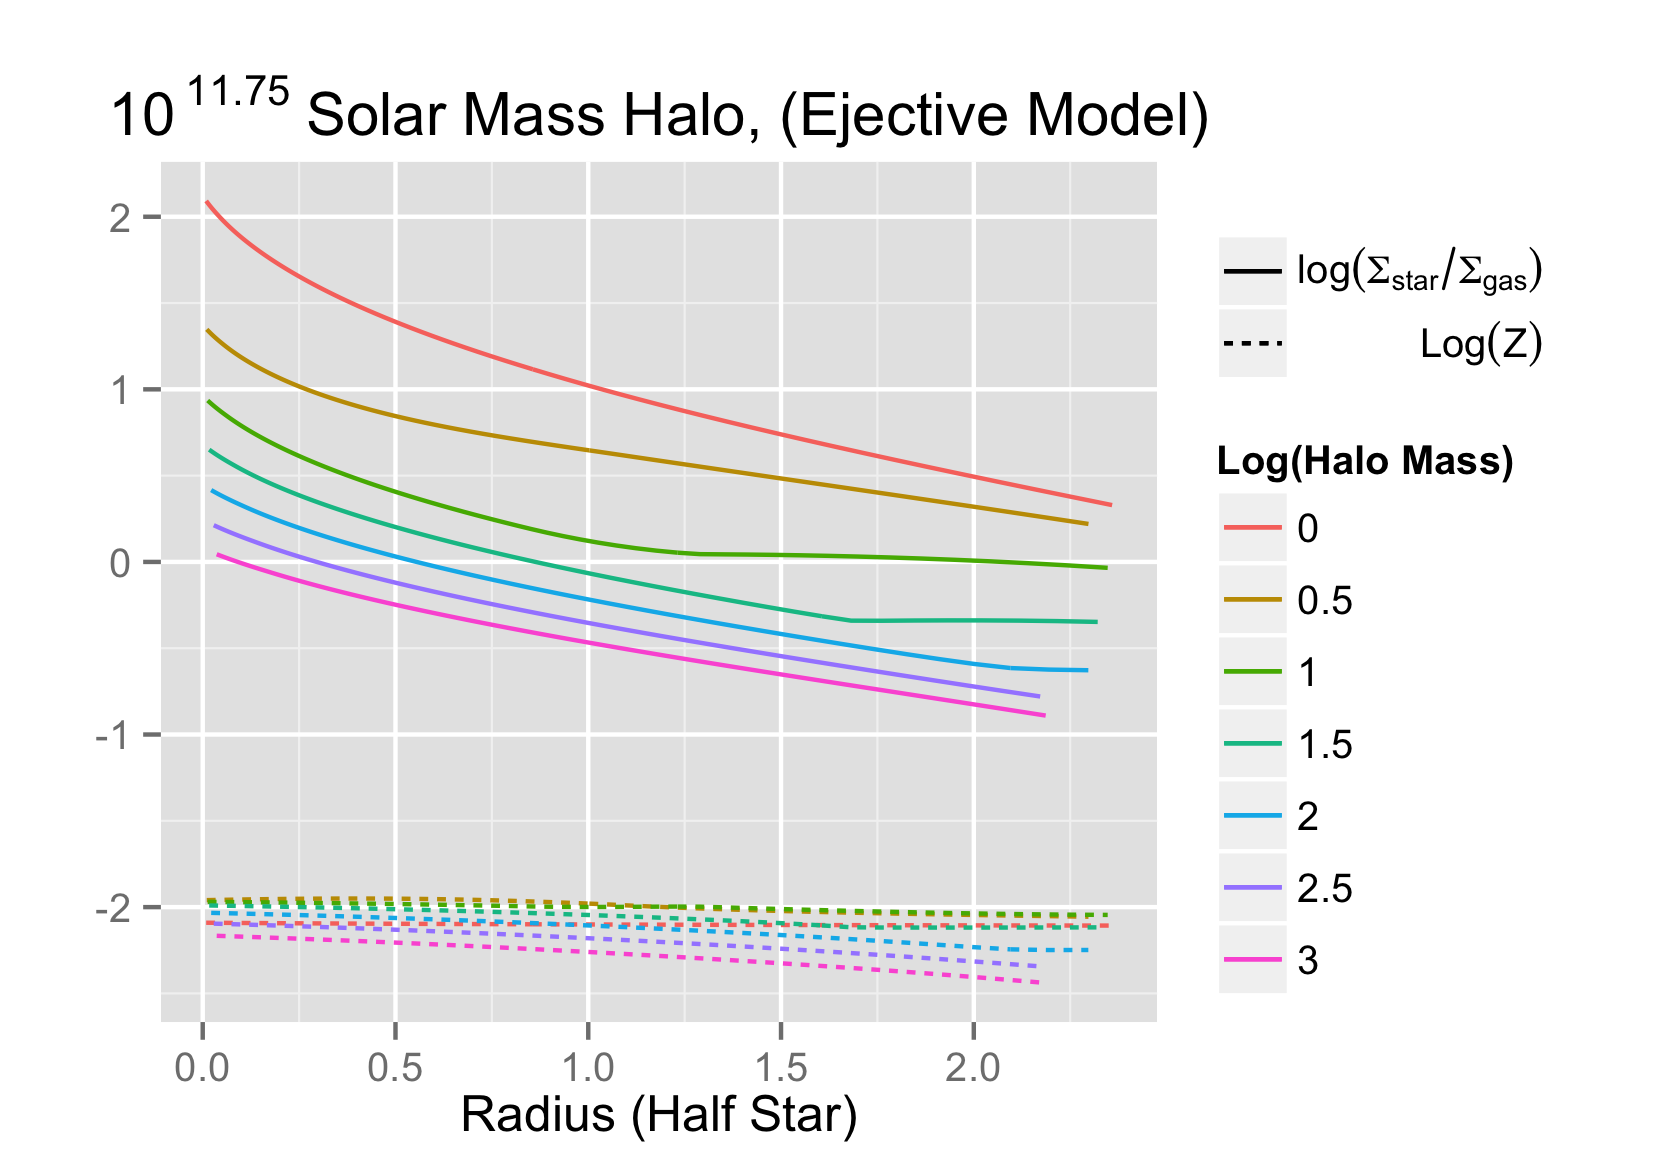 10^11.75 Solar Mass Halo, (Ejective Model)
2
1
0
-1
-2
0.0 0.5 1.0 1.5 2.0
Radius (Half Star)
log(Σstar/Σgas)
Log(Z)
Log(Halo Mass)
0
0.5
1
1.5
2
2.5
3